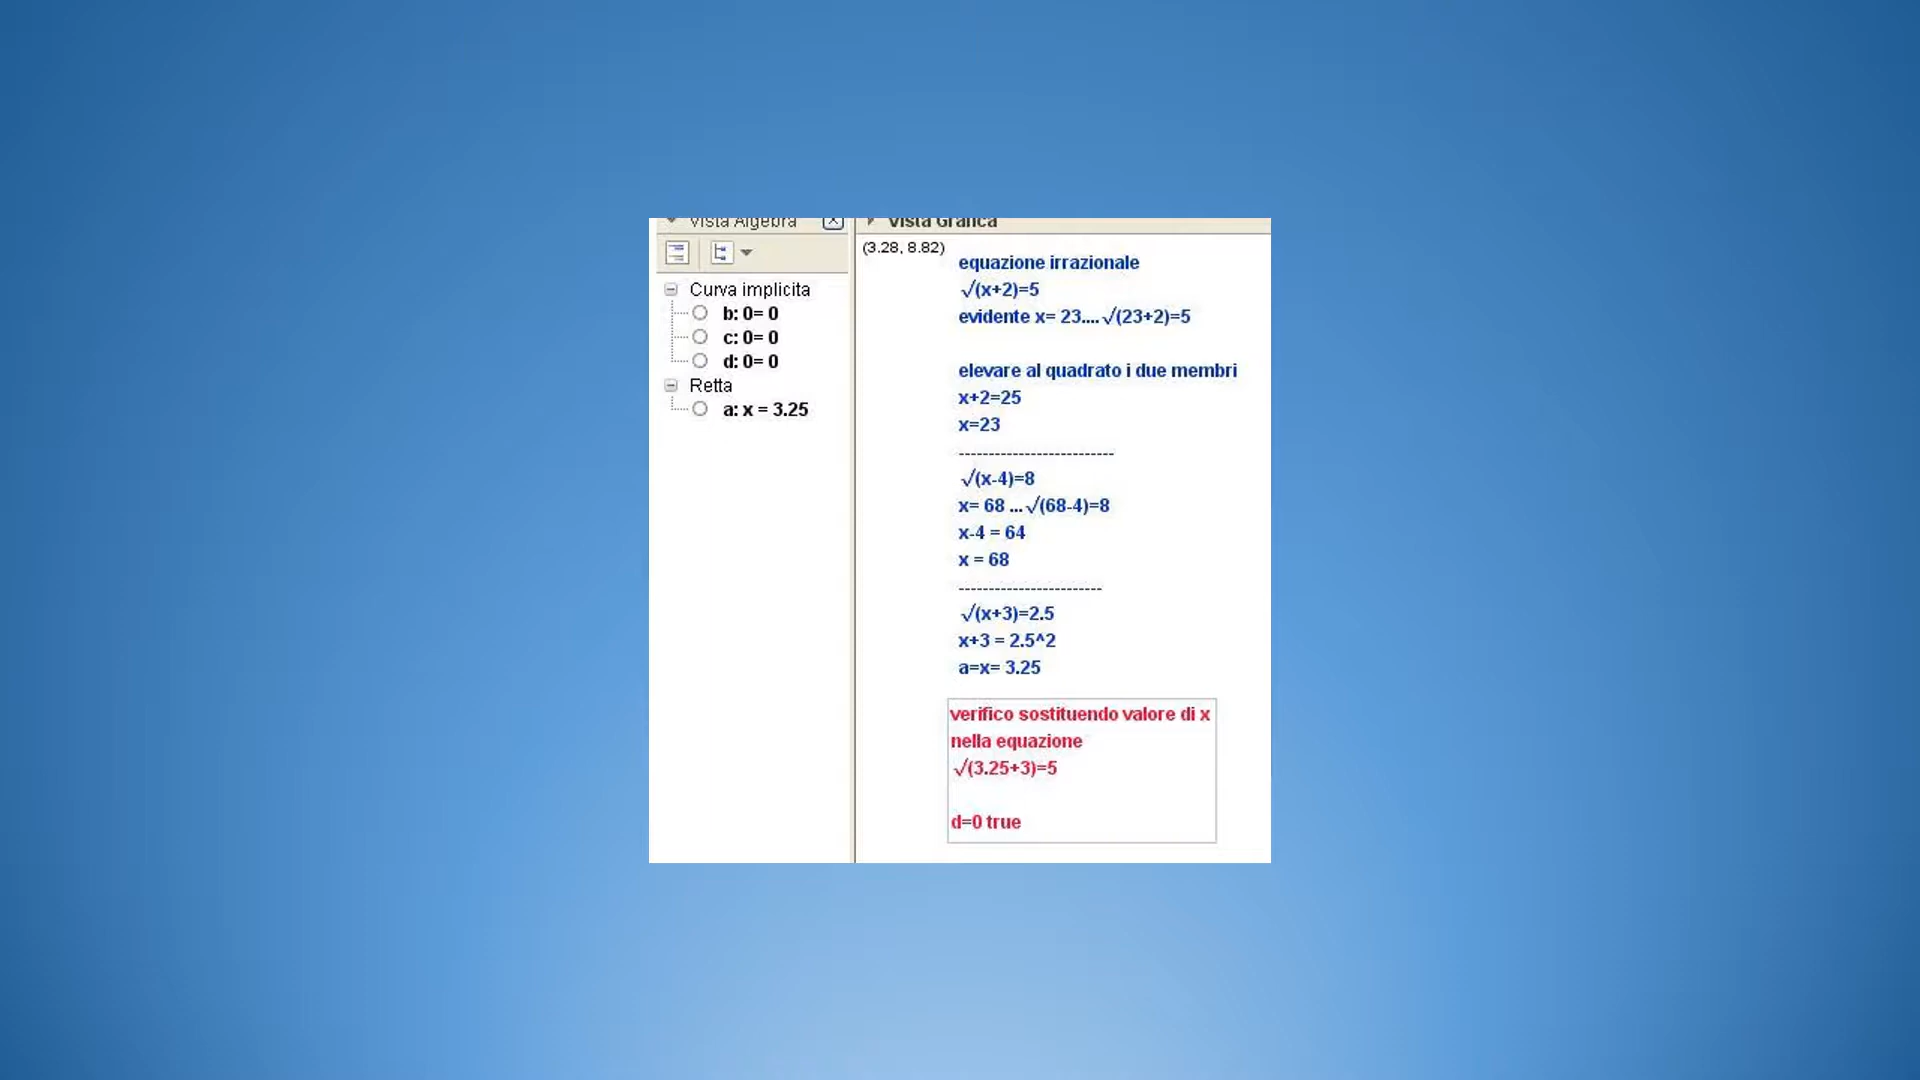 Vista Algebra
Vista Grafica
Curva implicita
b: 0= 0
c: 0= 0
d: 0= 0
Retta
a: x = 3.25
(3.28, 8.82)
equazione irrazionale
√(x+2)=5
evidente x= 23....√(23+2)=5
elevare al quadrato i due membri
x+2=25
x=23
--------------------------
√(x-4)=8
x= 68 ...√(68-4)=8
x-4 = 64
x = 68
------------------------
√(x+3)=2.5
x+3 = 2.5^2
a=x= 3.25
verifico sostituendo valore di x
nella equazione
√(3.25+3)=5
d=0 true